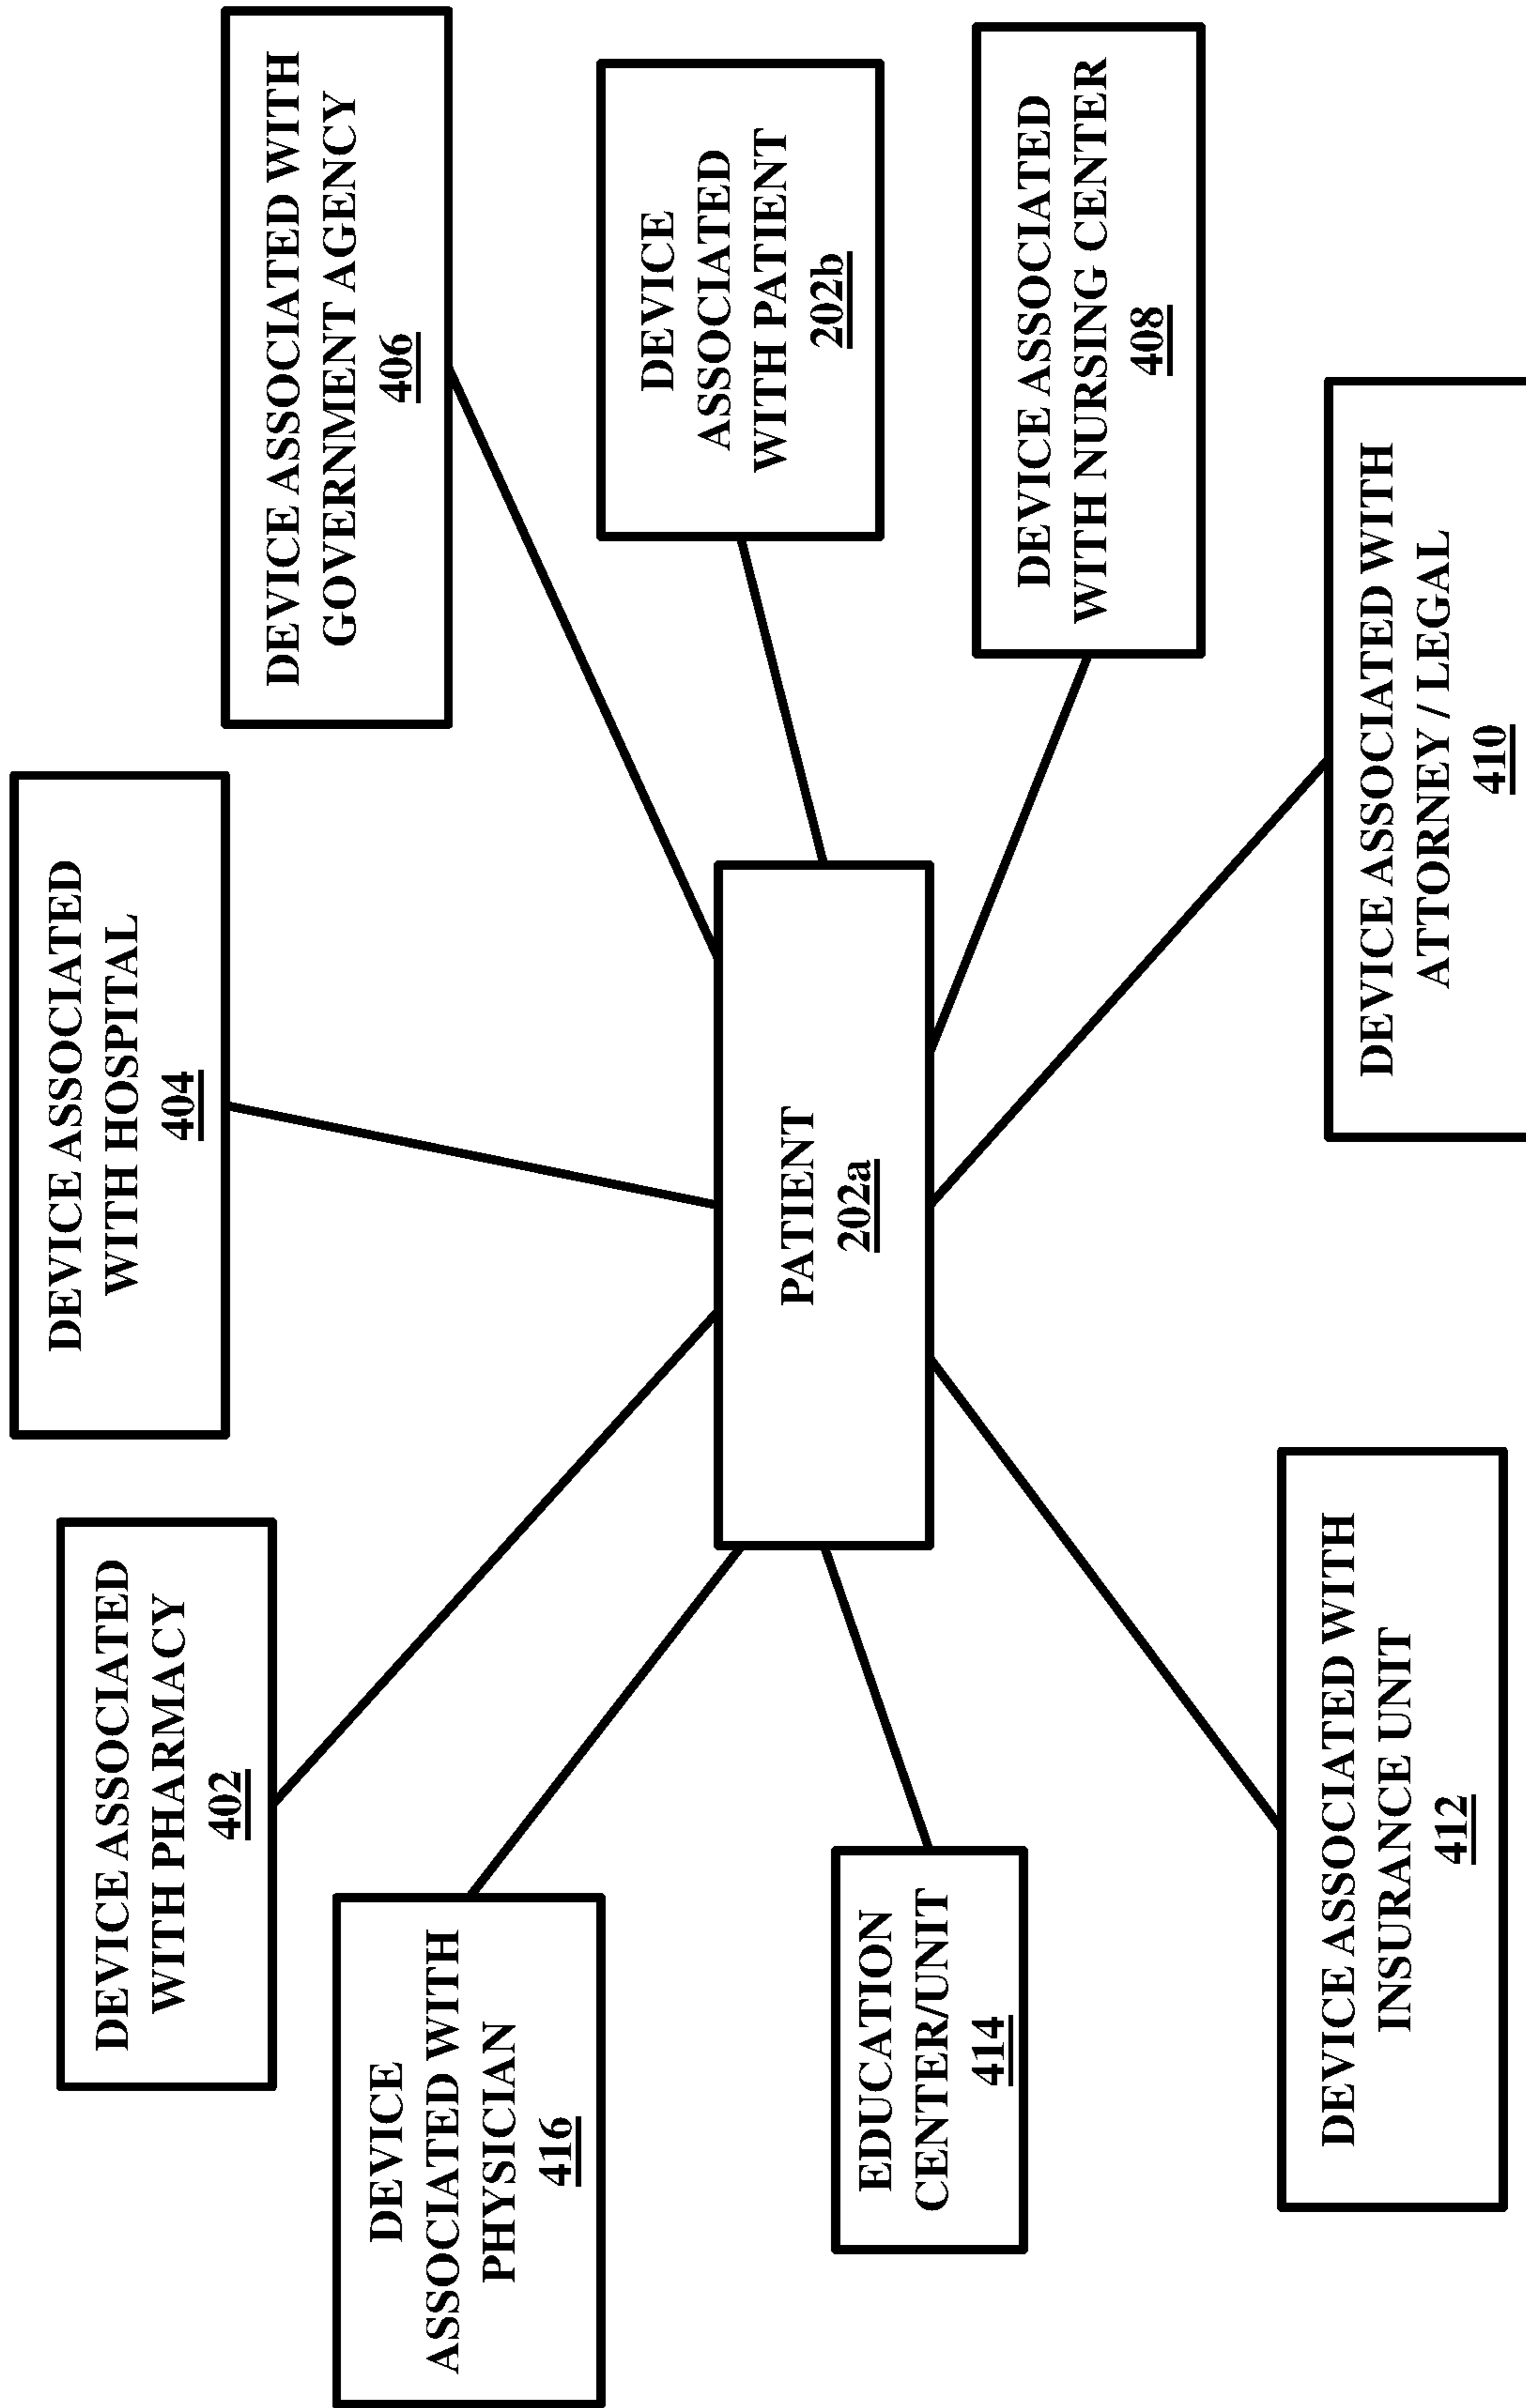 DEVICE ASSOCIATED
WITH HOSPITAL
404
DEVICE ASSOCIATED
WITH PHARMACY
402
DEVICE ASSOCIATED WITH
GOVERNMENT AGENCY
406
DEVICE
ASSOCIATED WITH
PHYSICIAN
416
DEVICE
ASSOCIATED
WITH PATIENT
202b
PATIENT
202a
EDUCATION
CENTER/UNIT
414
DEVICE ASSOCIATED
WITH NURSING CENTER
408
DEVICE ASSOCIATED WITH
INSURANCE UNIT
412
DEVICE ASSOCIATED WITH
ATTORNEY / LEGAL
410